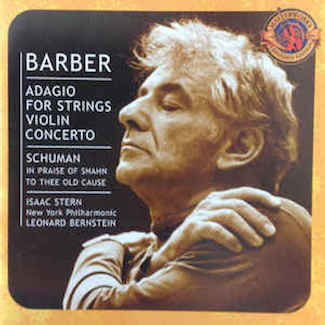 BARBER
ADAGIO
FOR STRINGS
VIOLIN
CONCERTO
SCHUMAN
IN PRAISE OF SHAHN
TO THEE OLD CAUSE
ISAAC STERN
New York Philharmonic
LEONARD BERNSTEIN
MASTERWORKS